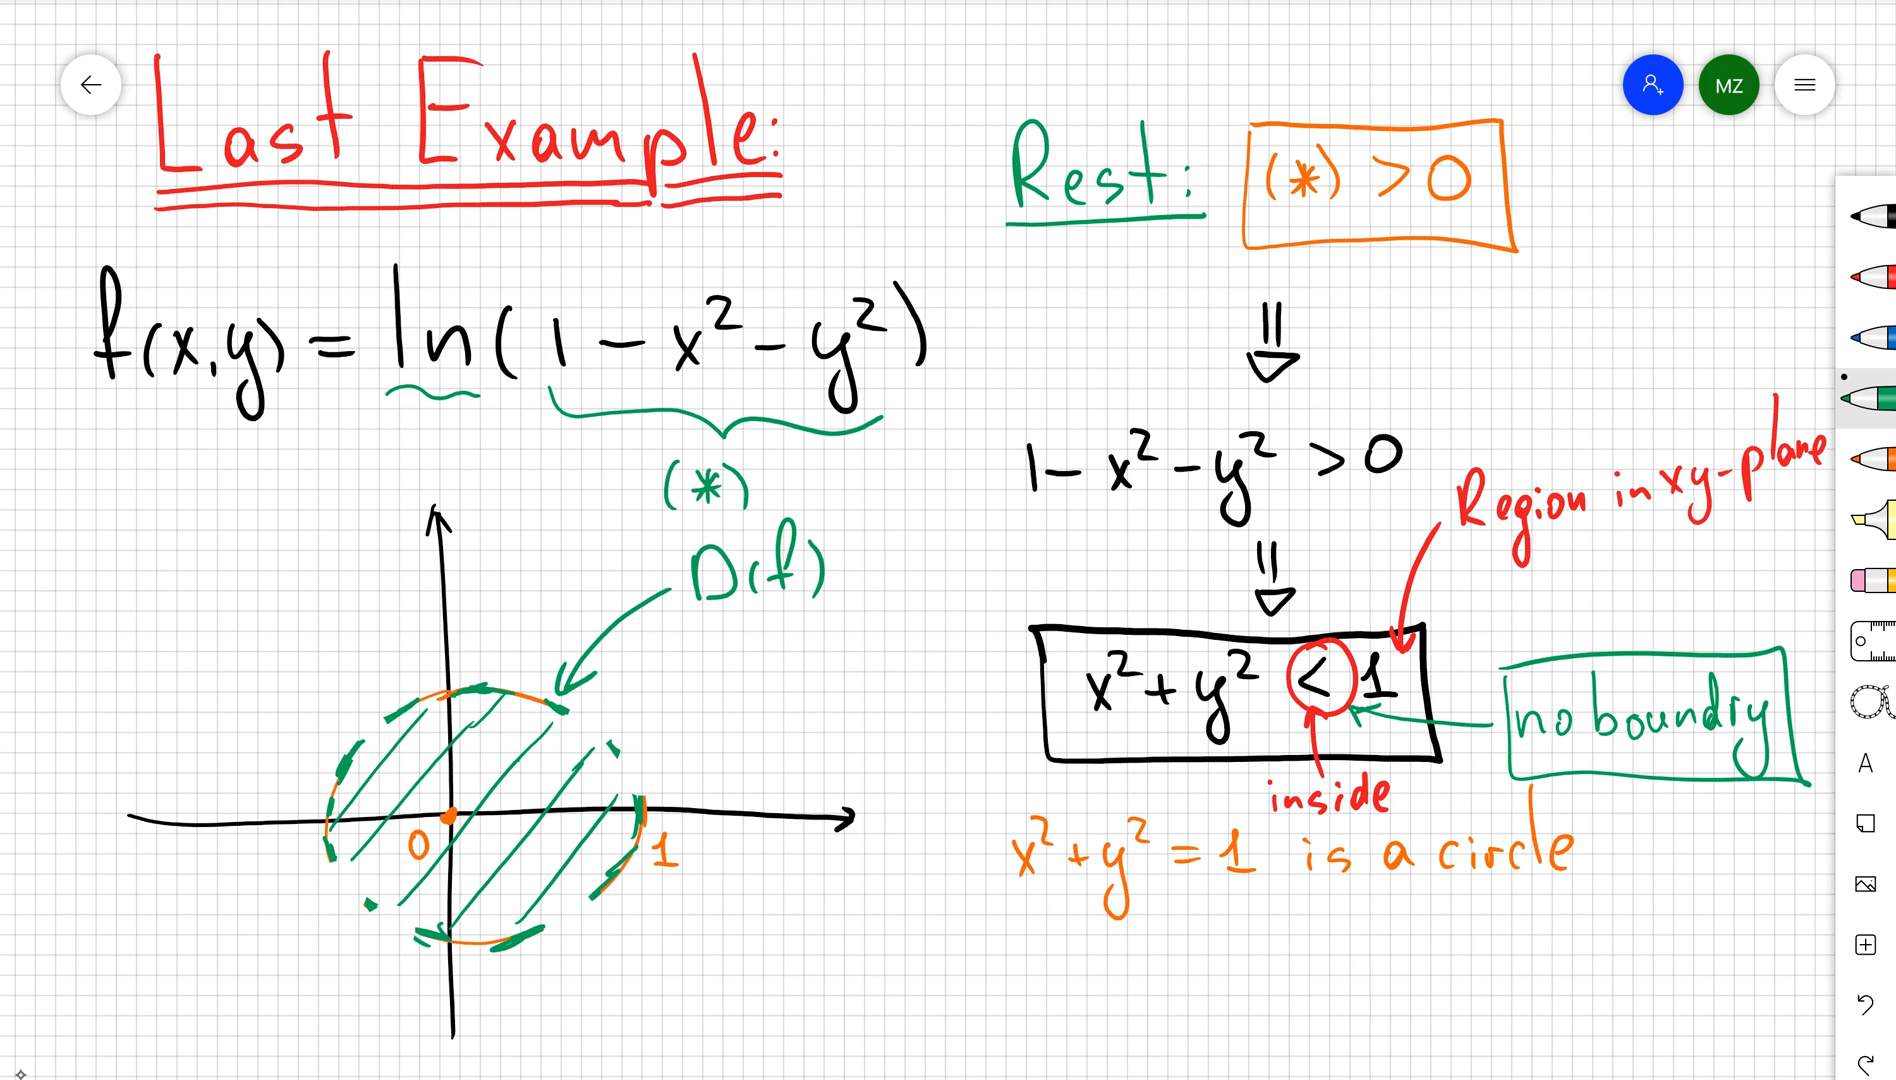 Last Example:
f(x,y) = ln(1 - x² - y²)
(*)
D(f)
0
1
Rest: (*) > 0
1 - x² - y² > 0
Region in xy-plane
x² + y² < 1
no boundry
inside
x² + y² = 1 is a circle
MZ
A